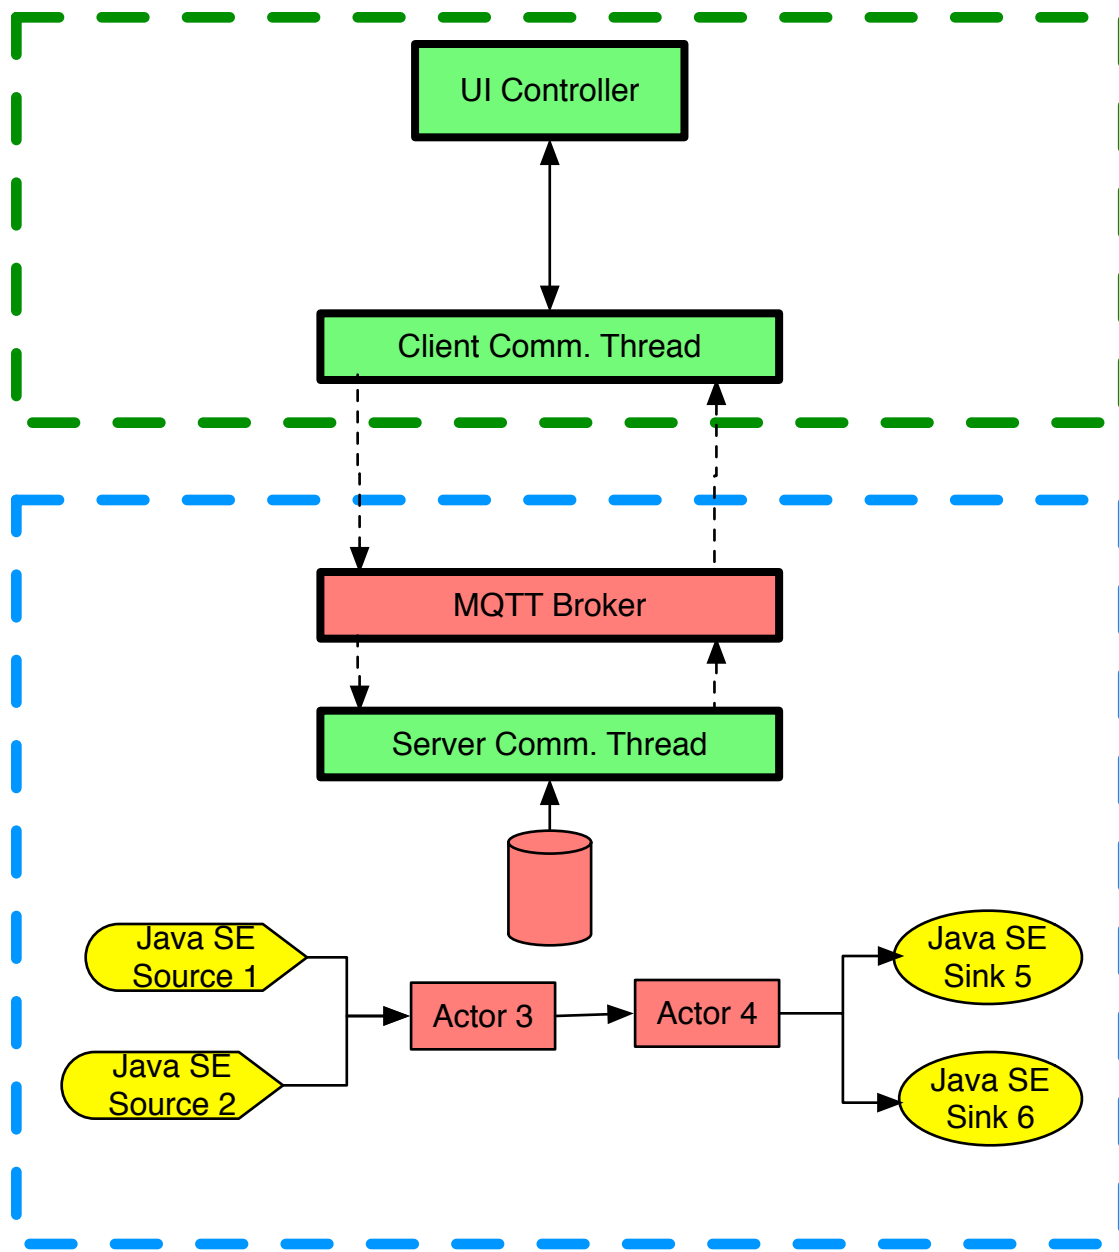 UI Controller
Client Comm. Thread
MQTT Broker
Server Comm. Thread
Java SE
Source 1
Java SE
Source 2
Actor 3
Actor 4
Java SE
Sink 5
Java SE
Sink 6